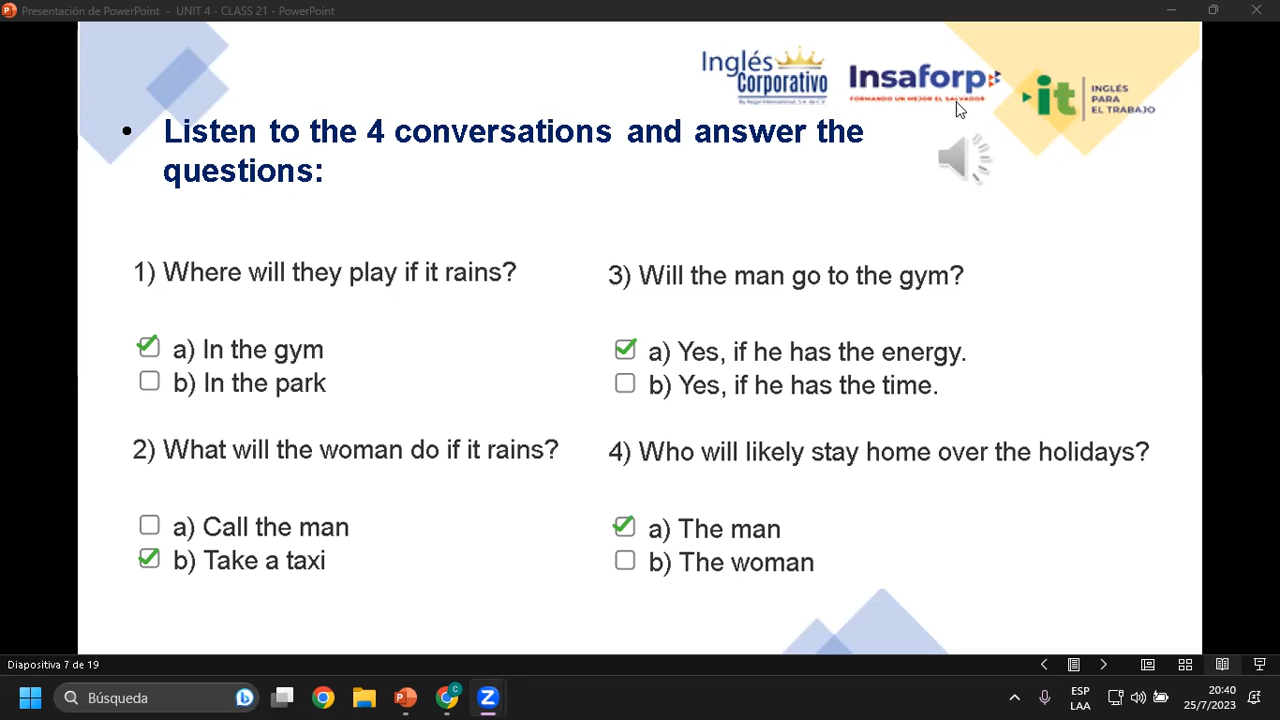 Presentación de PowerPoint - UNIT 4 - CLASS 21 - PowerPoint
Inglés
Corporativo
Insaforp
FORMANDO UN MEJOR EL SALVADOR
it
INGLÉS
PARA
EL TRABAJO
• Listen to the 4 conversations and answer the
questions:
1) Where will they play if it rains?
a) In the gym
b) In the park
2) What will the woman do if it rains?
a) Call the man
b) Take a taxi
3) Will the man go to the gym?
a) Yes, if he has the energy.
b) Yes, if he has the time.
4) Who will likely stay home over the holidays?
a) The man
b) The woman
Diapositiva 7 de 19
Búsqueda
ESP
LAA
20:40
25/7/2023